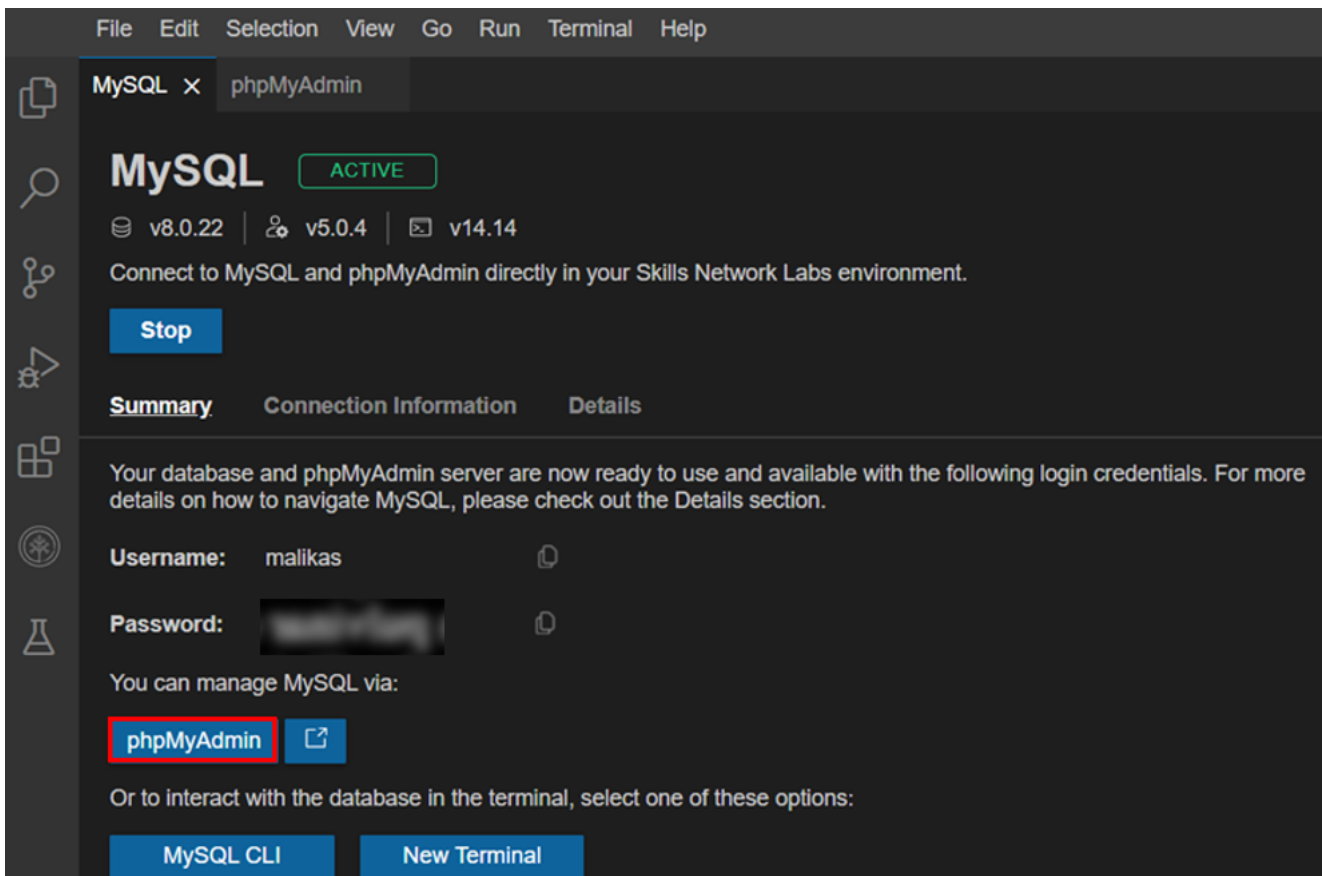 File Edit Selection View Go Run Terminal Help
MySQL × phpMyAdmin
MySQL ACTIVE
v8.0.22 v5.0.4 v14.14
Connect to MySQL and phpMyAdmin directly in your Skills Network Labs environment.
Stop
Summary Connection Information Details
Your database and phpMyAdmin server are now ready to use and available with the following login credentials. For more
details on how to navigate MySQL, please check out the Details section.
Username: malikas
Password:
You can manage MySQL via:
phpMyAdmin
Or to interact with the database in the terminal, select one of these options:
MySQL CLI New Terminal